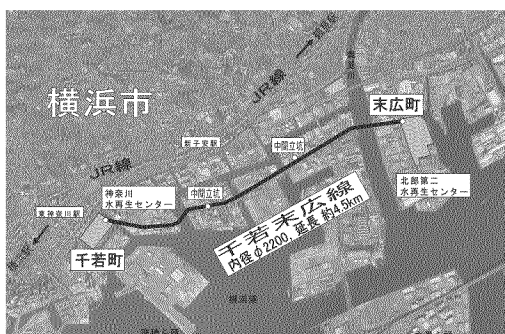 横浜市
JR線
末広町
新子安駅
中間立坑
JR線
神奈川
水再生センター
中間立坑
北部第二
水再生センター
東神奈川駅
千若町
千若末広線
内径φ2200, 延長 約4.5km
横浜港